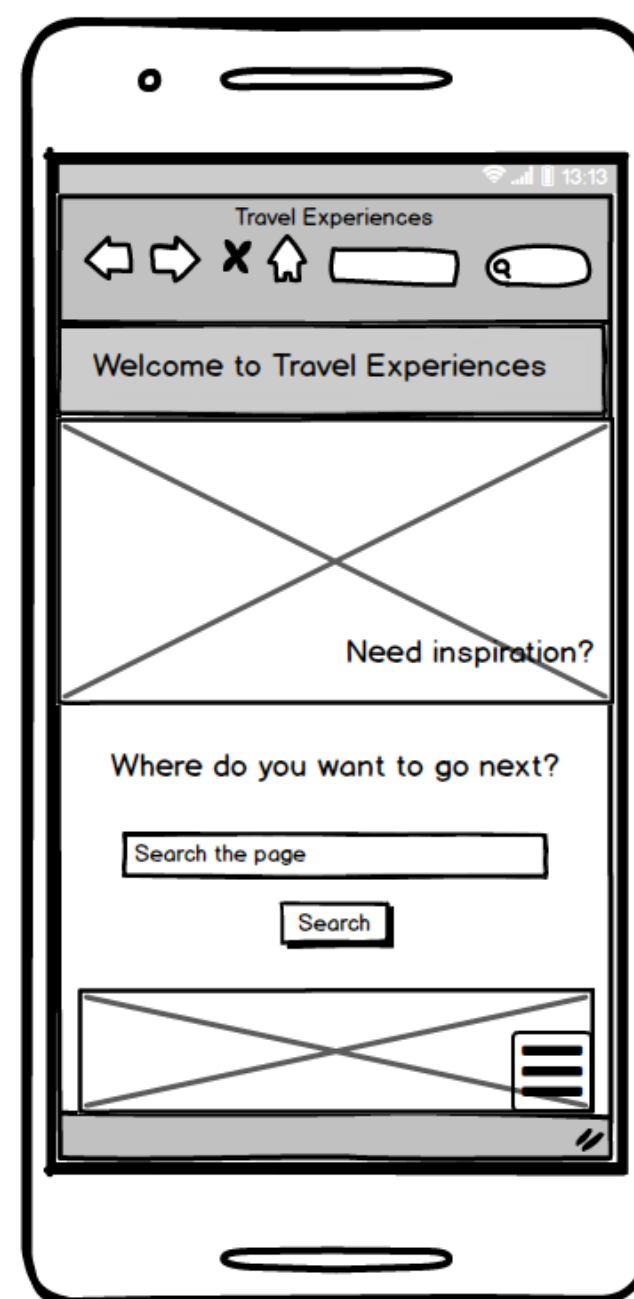 13:13
Travel Experiences
Welcome to Travel Experiences
Need inspiration?
Where do you want to go next?
Search the page
Search